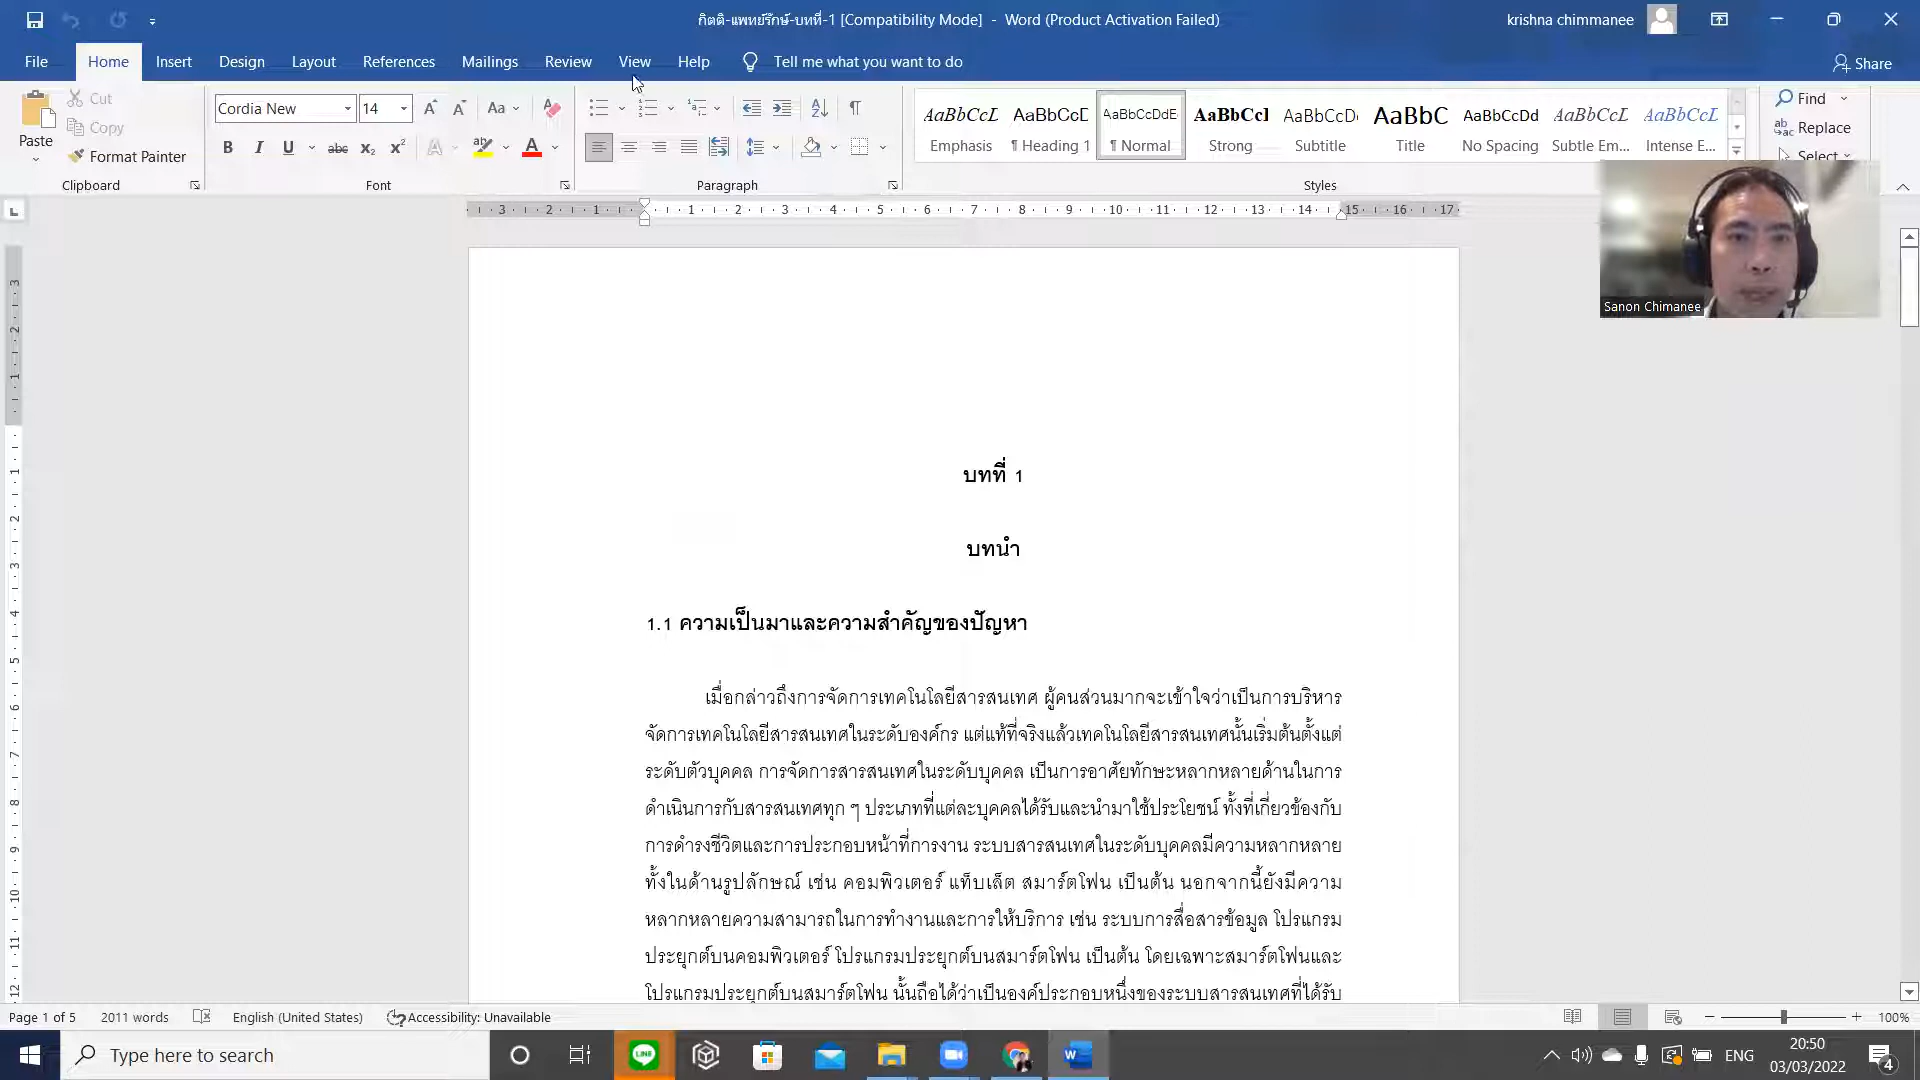 กิตติ-แพทย์รักษ์-บทที่-1 [Compatibility Mode] - Word (Product Activation Failed)
krishna chimmanee
File Home Insert Design Layout References Mailings Review View Help Tell me what you want to do
Share
Paste
Cut
Copy
Format Painter
Clipboard
Cordia New 14
Font
Paragraph
AaBbCcL AaBbCcD AaBbCcDdE AaBbCcI AaBbCcD AaBbC AaBbCcDd AaBbCcL AaBbCcL
Emphasis ¶ Heading 1 ¶ Normal Strong Subtitle Title No Spacing Subtle Em... Intense E...
Styles
Find
Replace
Select
3 2 1 1 2 3 4 5 6 7 8 9 10 11 12 13 14 15 16 17
Sanon Chimanee
บทที่ 1
บทนำ
1.1 ความเป็นมาและความสำคัญของปัญหา
เมื่อกล่าวถึงการจัดการเทคโนโลยีสารสนเทศ ผู้คนส่วนมากจะเข้าใจว่าเป็นการบริหาร
จัดการเทคโนโลยีสารสนเทศในระดับองค์กร แต่แท้ที่จริงแล้วเทคโนโลยีสารสนเทศนั้นเริ่มต้นตั้งแต่
ระดับตัวบุคคล การจัดการสารสนเทศในระดับบุคคล เป็นการอาศัยทักษะหลากหลายด้านในการ
ดำเนินการกับสารสนเทศทุก ๆ ประเภทที่แต่ละบุคคลได้รับและนำมาใช้ประโยชน์ ทั้งที่เกี่ยวข้องกับ
การดำรงชีวิตและการประกอบหน้าที่การงาน ระบบสารสนเทศในระดับบุคคลมีความหลากหลาย
ทั้งในด้านรูปลักษณ์ เช่น คอมพิวเตอร์ แท็บเล็ต สมาร์ตโฟน เป็นต้น นอกจากนี้ยังมีความ
หลากหลายความสามารถในการทำงานและการให้บริการ เช่น ระบบการสื่อสารข้อมูล โปรแกรม
ประยุกต์บนคอมพิวเตอร์ โปรแกรมประยุกต์บนสมาร์ตโฟน เป็นต้น โดยเฉพาะสมาร์ตโฟนและ
โปรแกรมประยุกต์บนสมาร์ตโฟน นั้นถือได้ว่าเป็นองค์ประกอบหนึ่งของระบบสารสนเทศที่ได้รับ
Page 1 of 5 2011 words English (United States) Accessibility: Unavailable 100%
Type here to search
LINE
ENG
20:50
03/03/2022
4